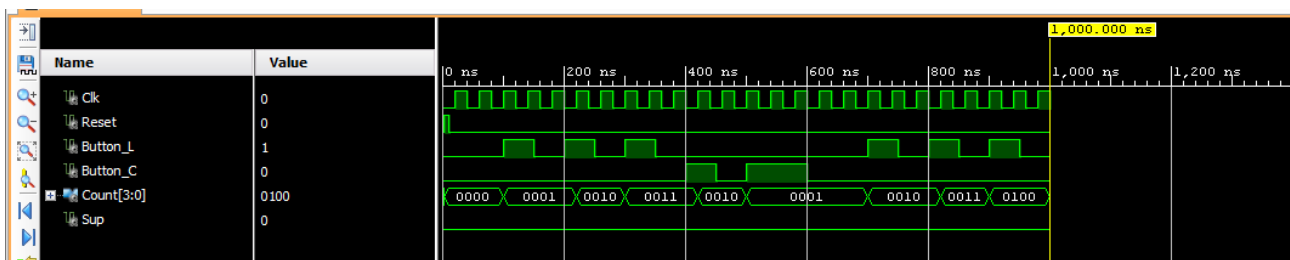 1,000.000 ns
Name Value
0 ns 200 ns 400 ns 600 ns 800 ns 1,000 ns 1,200 ns
Clk 0
Reset 0
Button_L 1
Button_C 0
Count[3:0] 0100 0000 0001 0010 0011 0010 0001 0010 0011 0100
Sup 0